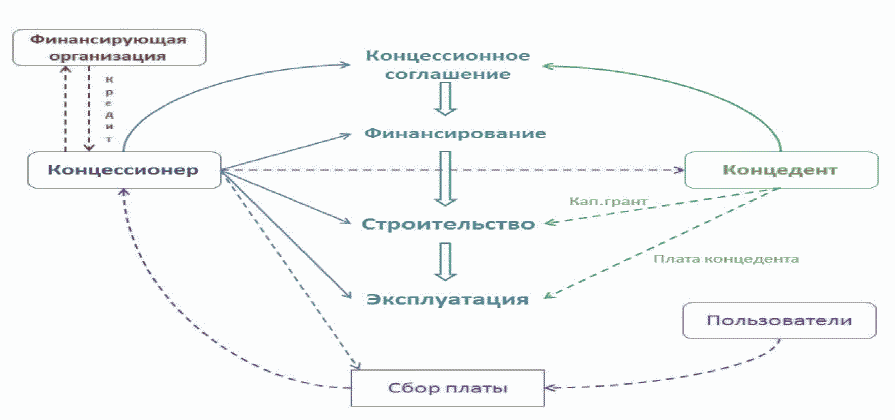 Финансирующая
организация
Концессионное
соглашение
Кредит
Финансирование
Концессионер
Концедент
Кап.грант
Строительство
Плата концедента
Эксплуатация
Пользователи
Сбор платы